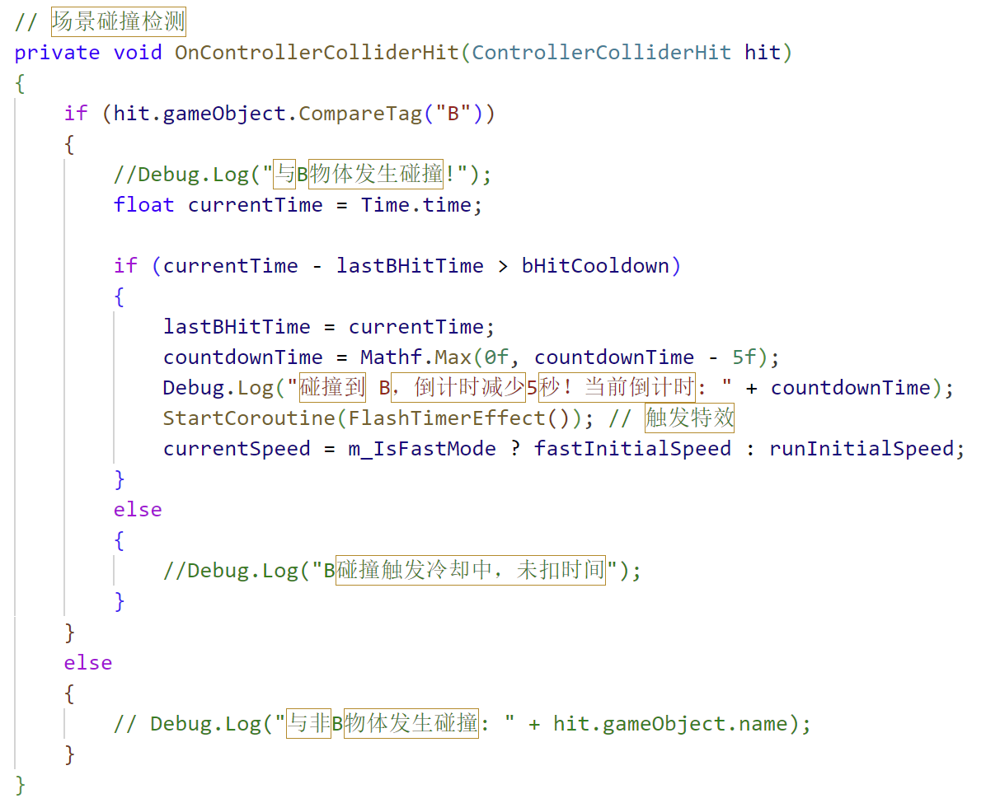 // 场景碰撞检测
private void OnControllerColliderHit(ControllerColliderHit hit)
{
    if (hit.gameObject.CompareTag("B"))
    {
        //Debug.Log("与B物体发生碰撞!");
        float currentTime = Time.time;

        if (currentTime - lastBHitTime > bHitCooldown)
        {
            lastBHitTime = currentTime;
            countdownTime = Mathf.Max(0f, countdownTime - 5f);
            Debug.Log("碰撞到 B，倒计时减少5秒！当前倒计时: " + countdownTime);
            StartCoroutine(FlashTimerEffect()); // 触发特效
            currentSpeed = m_IsFastMode ? fastInitialSpeed : runInitialSpeed;
        }
        else
        {
            //Debug.Log("B碰撞触发冷却中，未扣时间");
        }
    }
    else
    {
        // Debug.Log("与非B物体发生碰撞: " + hit.gameObject.name);
    }
}